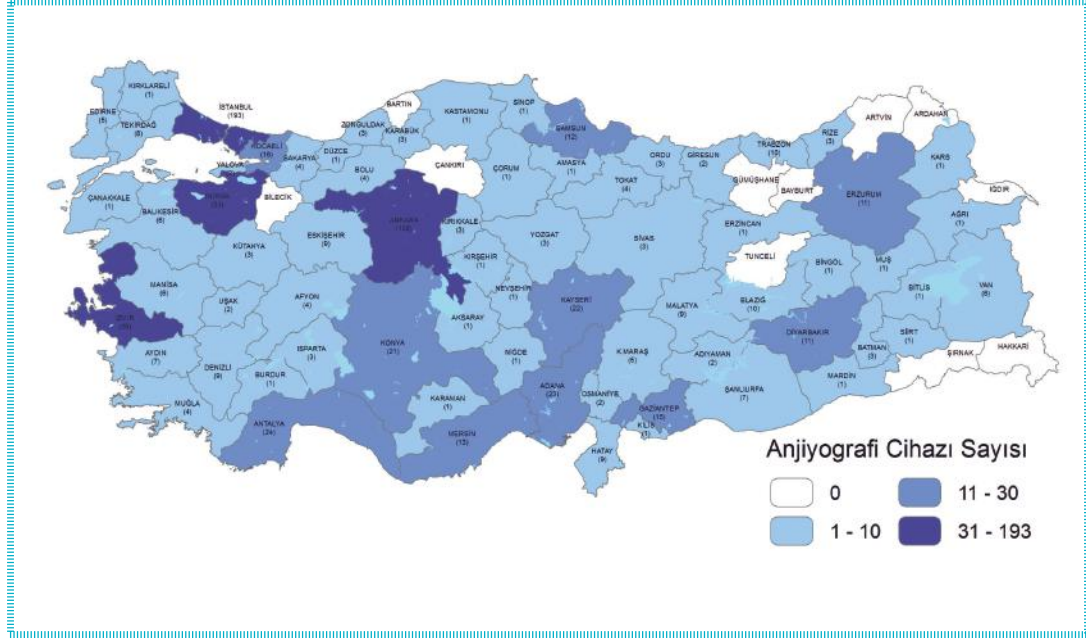 KIRKLARELİ
(1)
EDİRNE
(5)
TEKİRDAĞ
(6)
İSTANBUL
(193)
KOCAELİ
YALOVA
SAKARYA
(4)
DÜZCE
(1)
BOLU
(4)
ZONGULDAK
(3)
BARTIN
KARABÜK
(3)
KASTAMONU
(1)
SİNOP
(1)
SAMSUN
(12)
ÇANKIRI
ÇORUM
(1)
AMASYA
(1)
TOKAT
(4)
ORDU
(3)
GİRESUN
(2)
TRABZON
(10)
RİZE
(3)
ARTVİN
ARDAHAN
KARS
(1)
IĞDIR
AĞRI
(1)
GÜMÜŞHANE
BAYBURT
ERZURUM
(11)
ERZİNCAN
(1)
ÇANAKKALE
(1)
BALIKESİR
(6)
BİLECİK
KÜTAHYA
(3)
ESKİŞEHİR
(9)
ANKARA
KIRIKKALE
(3)
KIRŞEHİR
(1)
YOZGAT
(3)
SİVAS
(3)
TUNCELİ
BİNGÖL
(1)
MUŞ
(1)
BİTLİS
(1)
VAN
(6)
MANİSA
(6)
UŞAK
(2)
AFYON
(4)
İZMİR
AYDIN
(7)
DENİZLİ
(9)
ISPARTA
(3)
BURDUR
(1)
MUĞLA
(4)
ANTALYA
(24)
KONYA
(21)
AKSARAY
(1)
NEVŞEHİR
(1)
NİĞDE
(1)
KAYSERİ
(22)
KARAMAN
(1)
MERSİN
(13)
ADANA
(23)
OSMANİYE
(2)
HATAY
(9)
K.MARAŞ
MALATYA
(9)
ELAZIĞ
(10)
ADIYAMAN
(2)
GAZİANTEP
(15)
KİLİS
(1)
ŞANLIURFA
(7)
DİYARBAKIR
(11)
BATMAN
(3)
MARDİN
(1)
SİİRT
(1)
ŞIRNAK
HAKKARİ
Anjiyografi Cihazı Sayısı
0
1 - 10
11 - 30
31 - 193